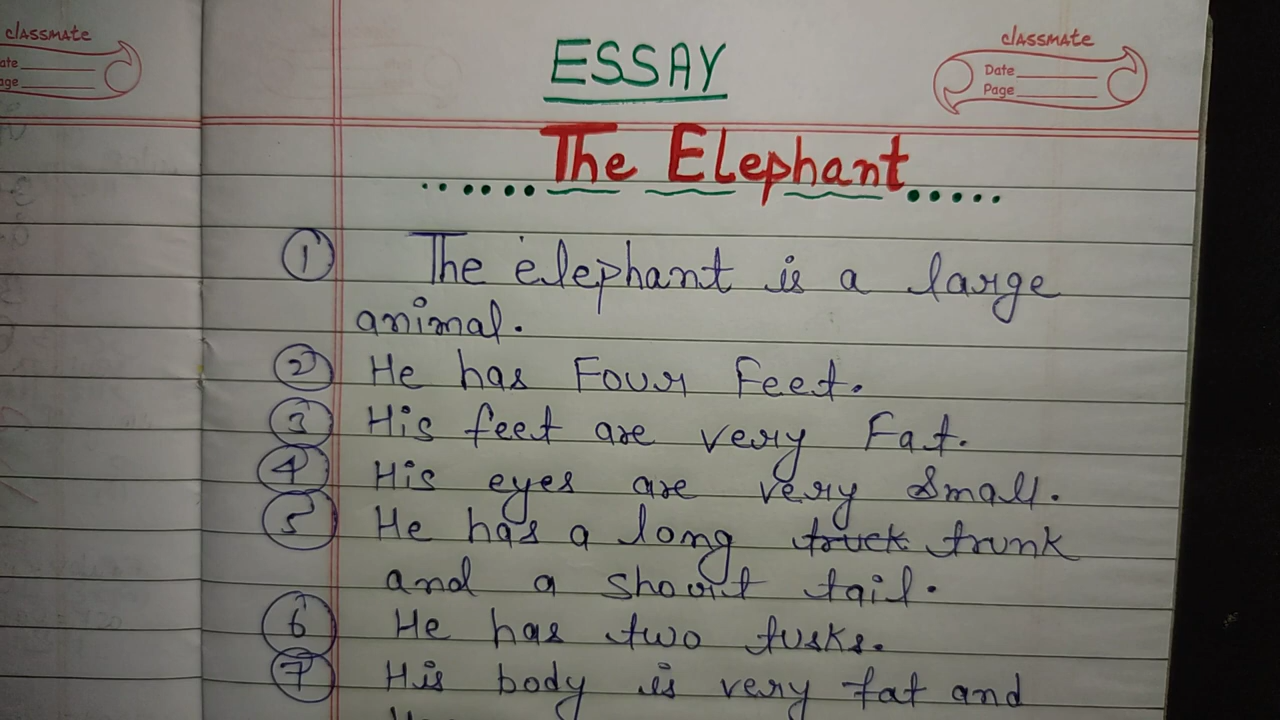 classmate
ate
age
classmate
Date
Page
ESSAY
......The Elephant.....
1 The elephant is a large
animal.
2 He has Four Feet.
3 His feet are very Fat.
4 His eyes are very Small.
5 He has a long truck trunk
and a short tail.
6 He has two tusks.
7 His body is very fat and